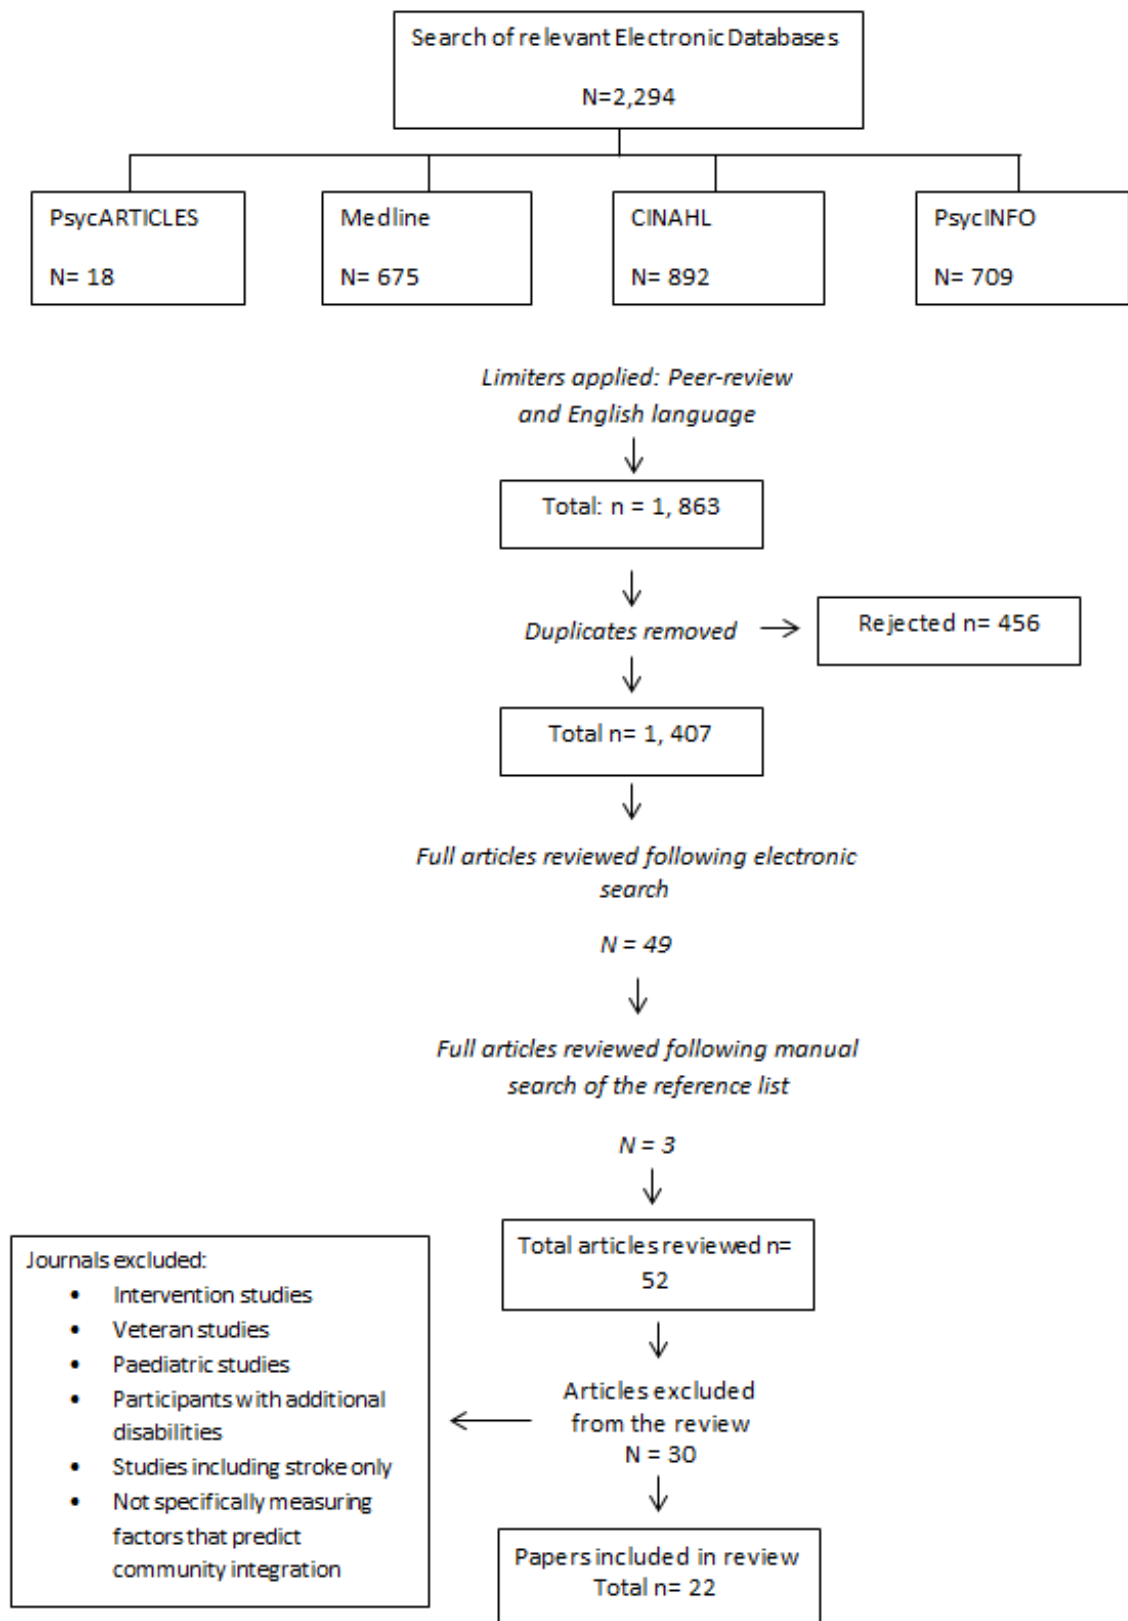 Search of relevant Electronic Databases
N=2,294
PsycARTICLES
N= 18
Medline
N= 675
CINAHL
N= 892
PsycINFO
N= 709
Limiters applied: Peer-review
and English language
Total: n = 1, 863
Duplicates removed
Rejected n= 456
Total n= 1, 407
Full articles reviewed following electronic
search
N = 49
Full articles reviewed following manual
search of the reference list
N = 3
Total articles reviewed n=
52
Articles excluded
from the review
N = 30
Journals excluded:
• Intervention studies
• Veteran studies
• Paediatric studies
• Participants with additional
disabilities
• Studies including stroke only
• Not specifically measuring
factors that predict
community integration
Papers included in review
Total n= 22